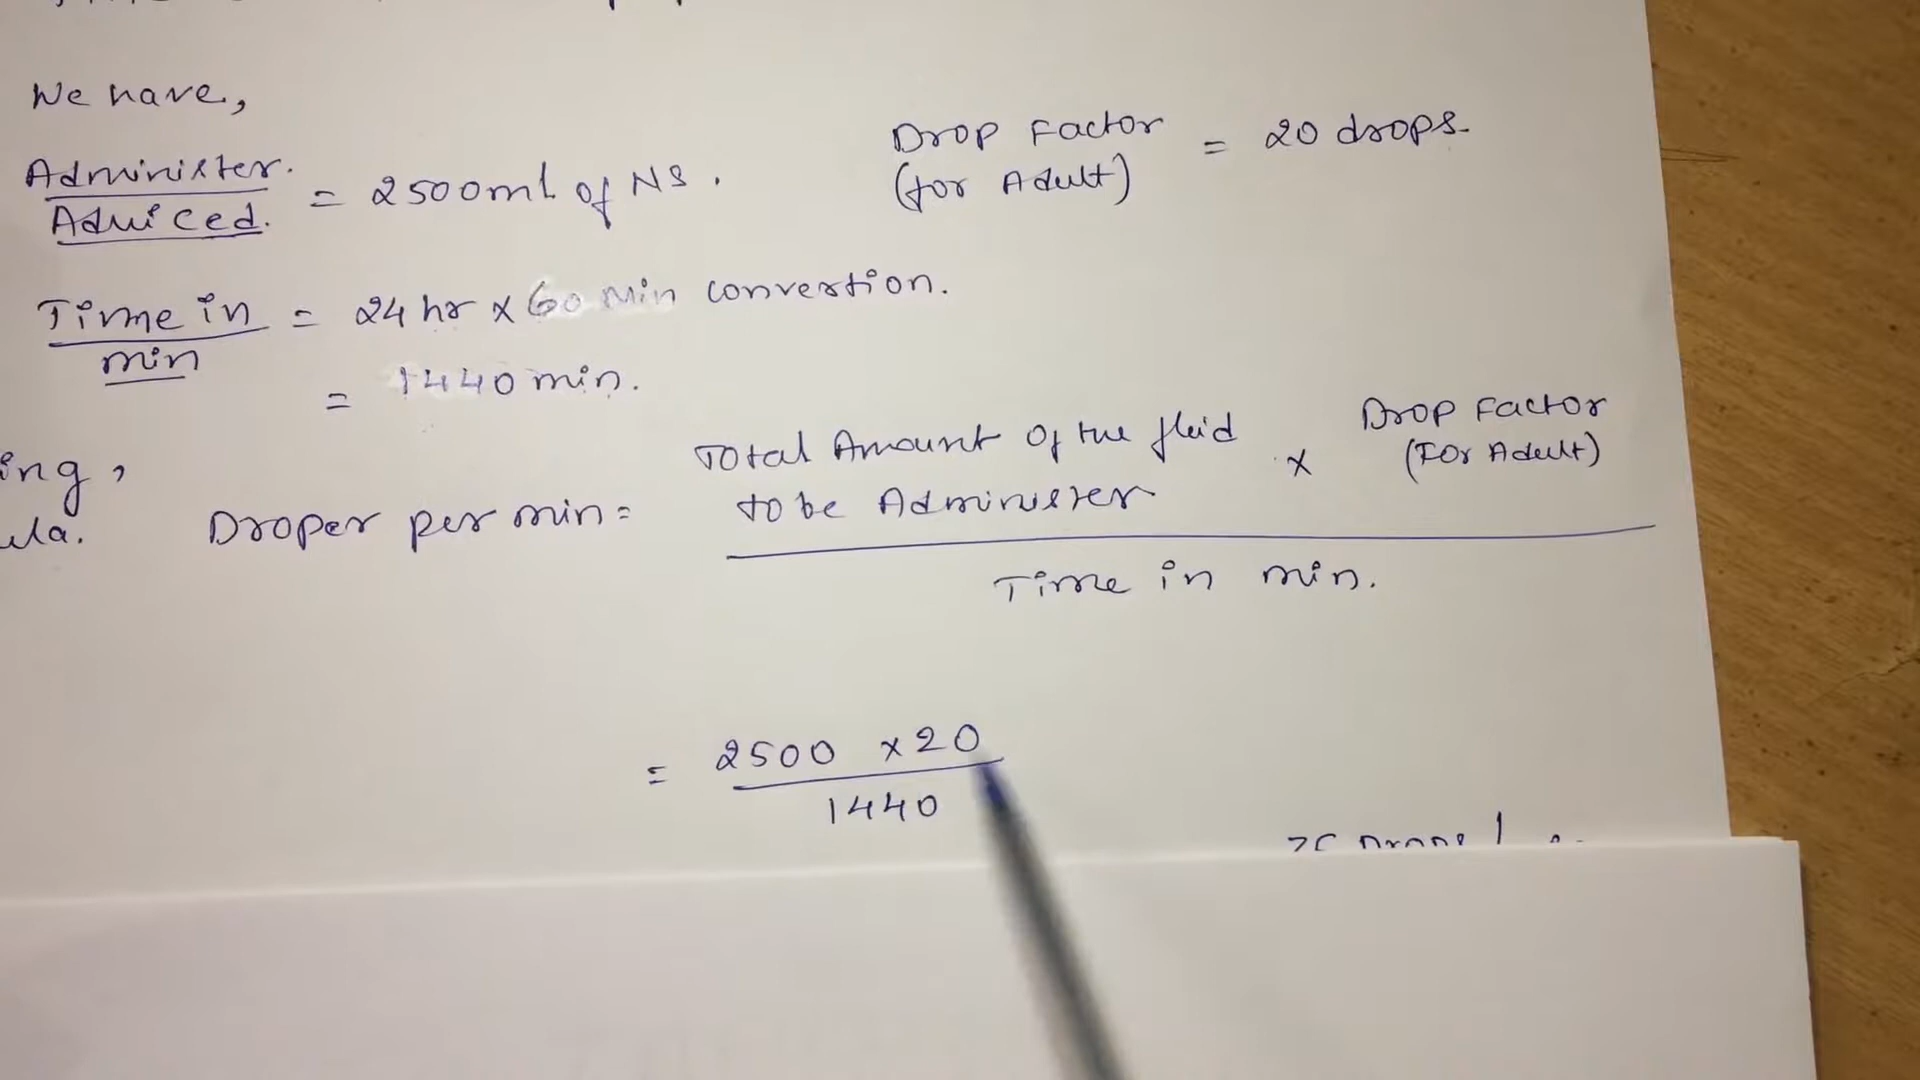 We have,
Administer.
Adviced.
= 2500ml of NS.
Drop Factor
(for Adult)
= 20 drops.
Time in
min
= 24 hr x 60 Min convertion.
= 1440 min.
ing,
ula.
Droper per min =
Total Amount of the fluid
to be Administer
x
Drop Factor
(For Adult)
Time in min.
= 2500 x 20
1440